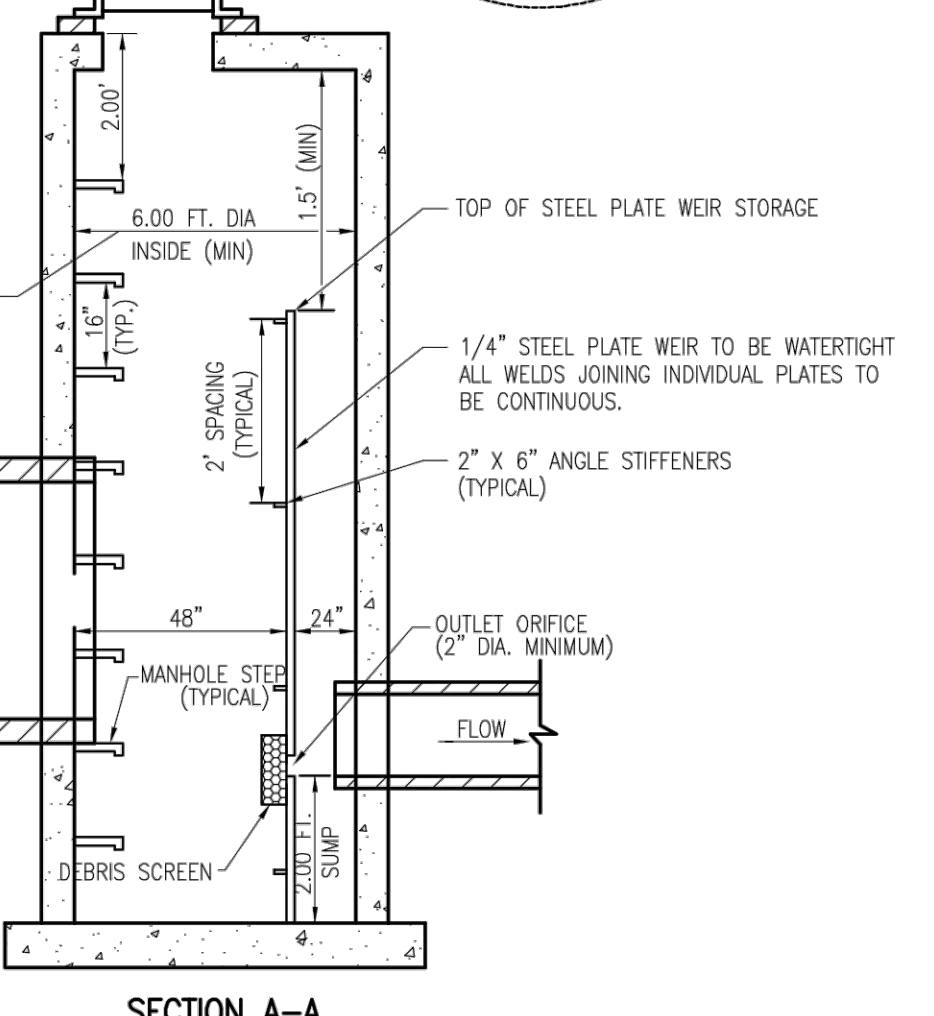 2.00'
1.5' (MIN)
TOP OF STEEL PLATE WEIR STORAGE
6.00 FT. DIA
INSIDE (MIN)
16"
(TYP.)
1/4" STEEL PLATE WEIR TO BE WATERTIGHT
ALL WELDS JOINING INDIVIDUAL PLATES TO
BE CONTINUOUS.
2' SPACING
(TYPICAL)
2" X 6" ANGLE STIFFENERS
(TYPICAL)
48"
24"
OUTLET ORIFICE
(2" DIA. MINIMUM)
MANHOLE STEP
(TYPICAL)
FLOW
2.00 FT.
SUMP
DEBRIS SCREEN
SECTION A-A